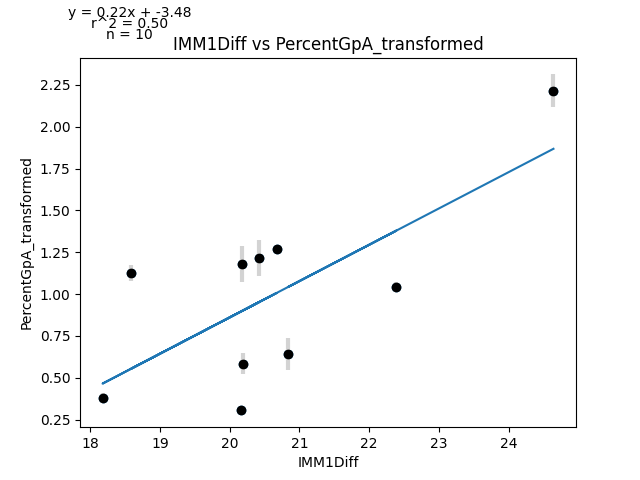 y = 0.22x + -3.48
r^2 = 0.50
n = 10
IMM1Diff vs PercentGpA_transformed
PercentGpA_transformed
2.25
2.00
1.75
1.50
1.25
1.00
0.75
0.50
0.25
18 19 20 21 22 23 24
IMM1Diff